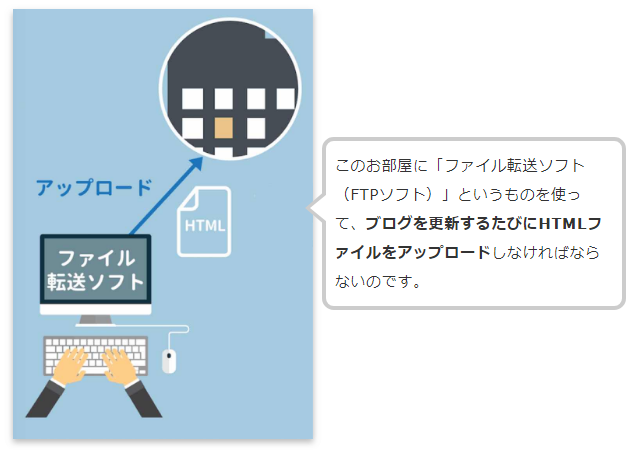 アップロード
HTML
ファイル
転送ソフト
このお部屋に「ファイル転送ソフト
（FTPソフト）」というものを使っ
て、ブログを更新するたびにHTMLフ
ァイルをアップロードしなければなら
ないのです。